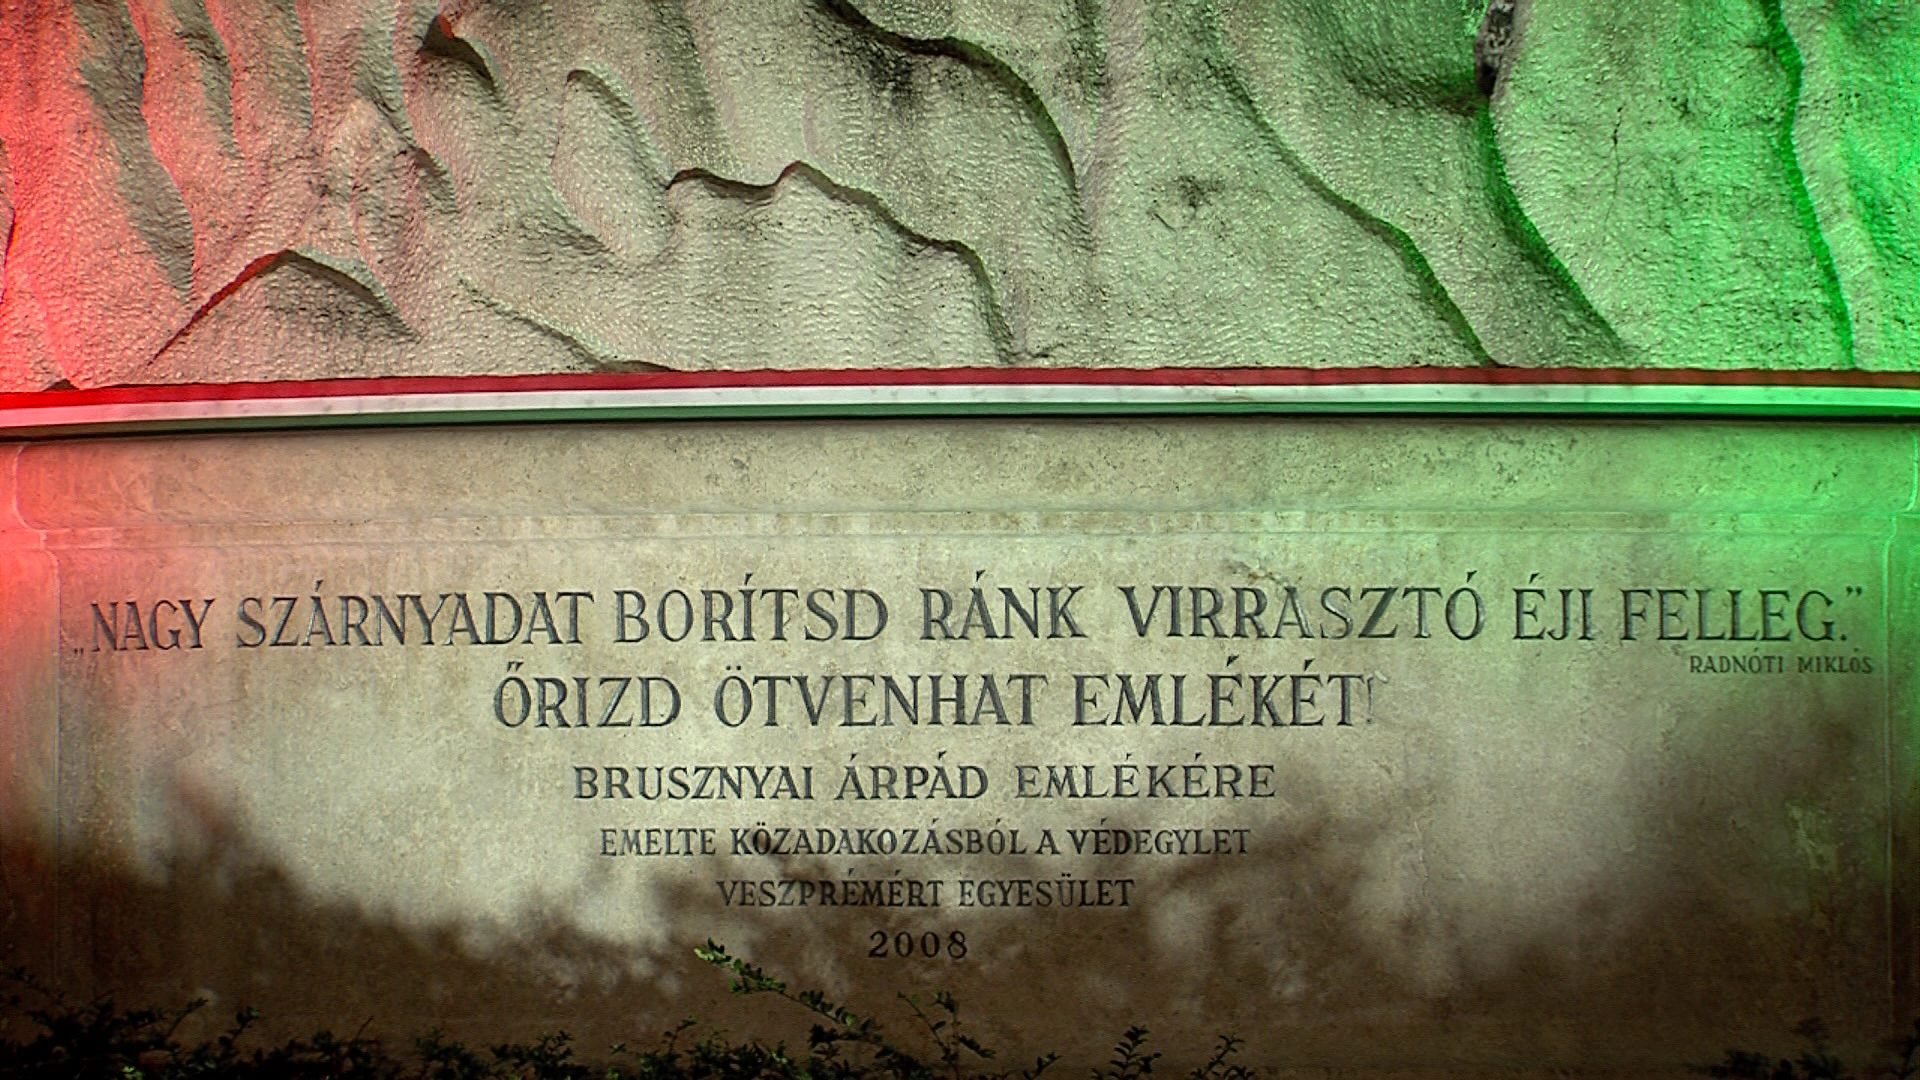 „NAGY SZÁRNYADAT BORÍTSD RÁNK VIRRASZTÓ ÉJI FELLEG.”
RADNÓTI MIKLÓS
ŐRIZD ÖTVENHAT EMLÉKÉT!
BRUSZNYAI ÁRPÁD EMLÉKÉRE
EMELTE KÖZADAKOZÁSBÓL A VÉDEGYLET
VESZPRÉMÉRT EGYESÜLET
2008